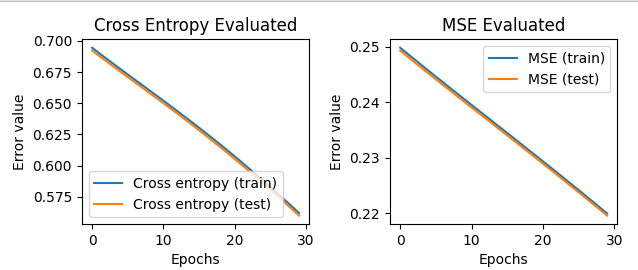 Cross Entropy Evaluated
0.700
0.675
0.650
0.625
0.600
0.575
Error value
Cross entropy (train)
Cross entropy (test)
0 10 20 30
Epochs
MSE Evaluated
0.25
0.24
0.23
0.22
Error value
MSE (train)
MSE (test)
0 10 20 30
Epochs